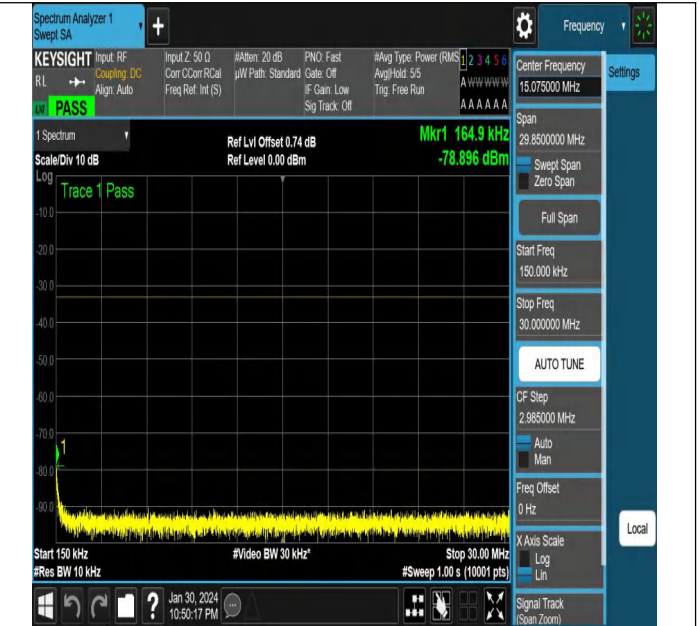 Spectrum Analyzer 1
Swept SA
+
Frequency
KEYSIGHT
RL
PASS
Input: RF
Coupling: DC
Align: Auto
Input Z: 50 Ω
Corr CCorr RCal
Freq Ref: Int (S)
#Atten: 20 dB
µW Path: Standard
PNO: Fast
Gate: Off
IF Gain: Low
Sig Track: Off
#Avg Type: Power (RMS
Avg|Hold: 5/5
Trig: Free Run
1 2 3 4 5 6
A W W W W W
A A A A A A
1 Spectrum
Scale/Div 10 dB
Ref Lvl Offset 0.74 dB
Ref Level 0.00 dBm
Mkr1 164.9 kHz
-78.896 dBm
Log
Trace 1 Pass
-10.0
-20.0
-30.0
-40.0
-50.0
-60.0
-70.0
1
-80.0
-90.0
Start 150 kHz
#Video BW 30 kHz*
Stop 30.00 MHz
#Res BW 10 kHz
#Sweep 1.00 s (10001 pts)
?
Jan 30, 2024
10:50:17 PM
Center Frequency
15.075000 MHz
Settings
Span
29.8500000 MHz
Swept Span
Zero Span
Full Span
Start Freq
150.000 kHz
Stop Freq
30.000000 MHz
AUTO TUNE
CF Step
2.985000 MHz
Auto
Man
Freq Offset
0 Hz
X Axis Scale
Log
Lin
Local
Signal Track
(Span Zoom)